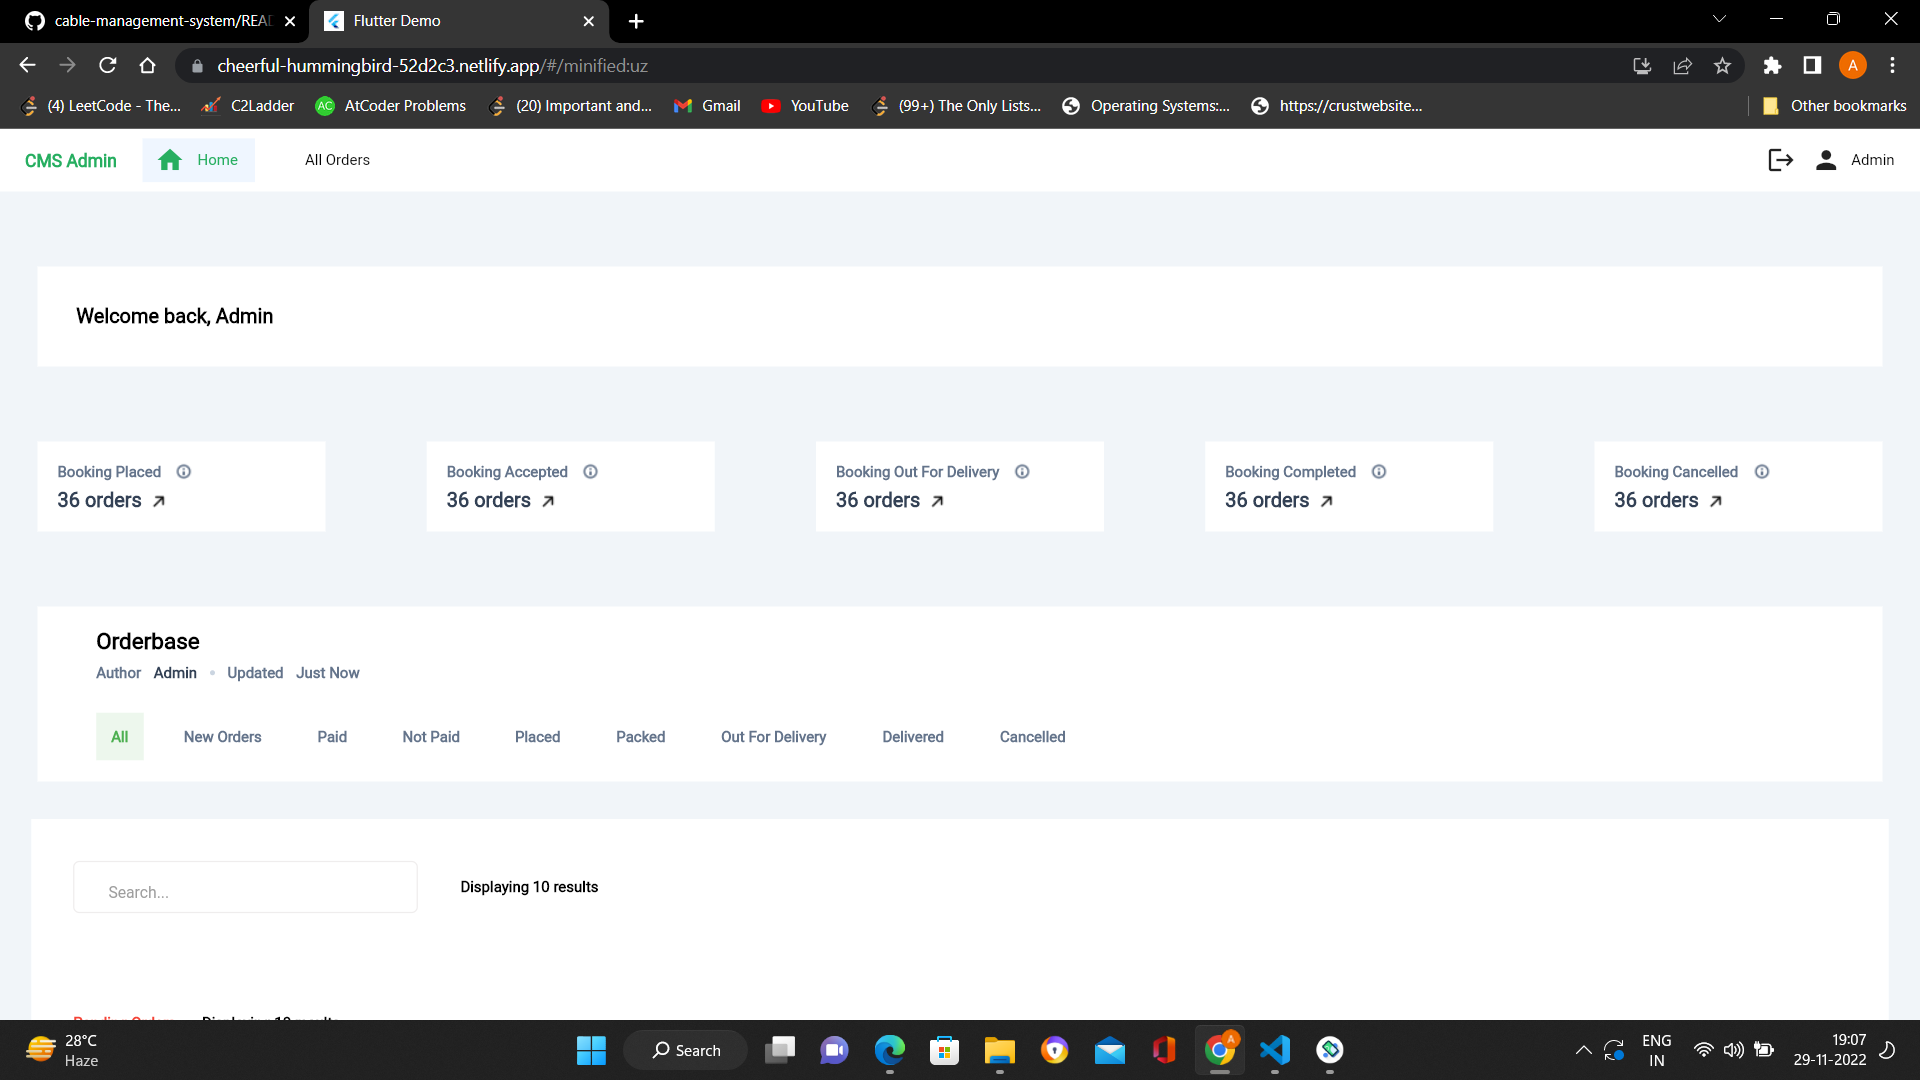 cable-management-system/READ
Flutter Demo
cheerful-hummingbird-52d2c3.netlify.app/#/minified:uz
A
(4) LeetCode - The...
C2Ladder
AC
AtCoder Problems
(20) Important and...
Gmail
YouTube
(99+) The Only Lists...
Operating Systems:...
https://crustwebsite...
Other bookmarks
CMS Admin
Home
All Orders
Admin
Welcome back, Admin
Booking Placed
36 orders
Booking Accepted
36 orders
Booking Out For Delivery
36 orders
Booking Completed
36 orders
Booking Cancelled
36 orders
Orderbase
Author Admin • Updated Just Now
All
New Orders
Paid
Not Paid
Placed
Packed
Out For Delivery
Delivered
Cancelled
Search...
Displaying 10 results
28°C
Haze
Search
A
ENG
IN
19:07
29-11-2022